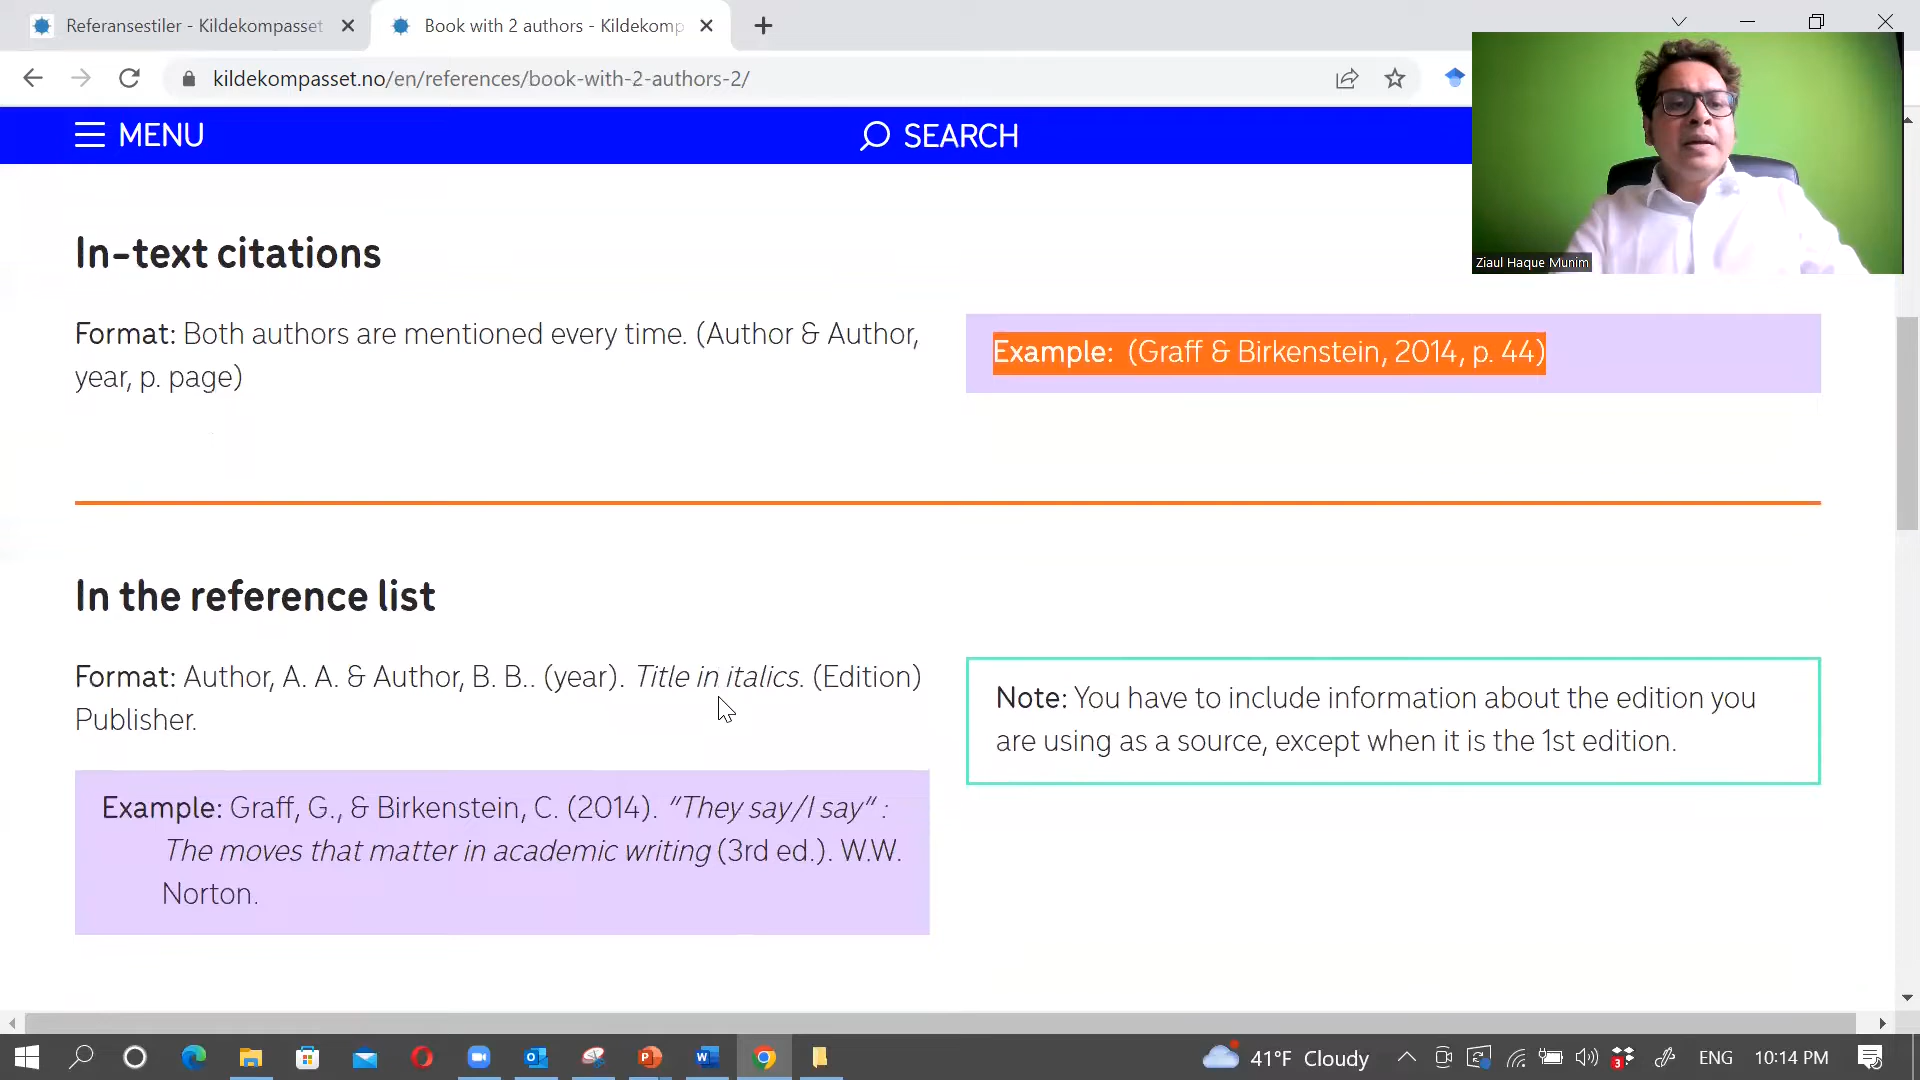 Referansestiler - Kildekompasset
Book with 2 authors - Kildekomp
kildekompasset.no/en/references/book-with-2-authors-2/
MENU
SEARCH
Ziaul Haque Munim
In-text citations
Format: Both authors are mentioned every time. (Author & Author,
year, p. page)
Example: (Graff & Birkenstein, 2014, p. 44)
In the reference list
Format: Author, A. A. & Author, B. B.. (year). Title in italics. (Edition)
Publisher.
Note: You have to include information about the edition you
are using as a source, except when it is the 1st edition.
Example: Graff, G., & Birkenstein, C. (2014). "They say/I say" :
The moves that matter in academic writing (3rd ed.). W.W.
Norton.
41°F Cloudy
3
ENG
10:14 PM